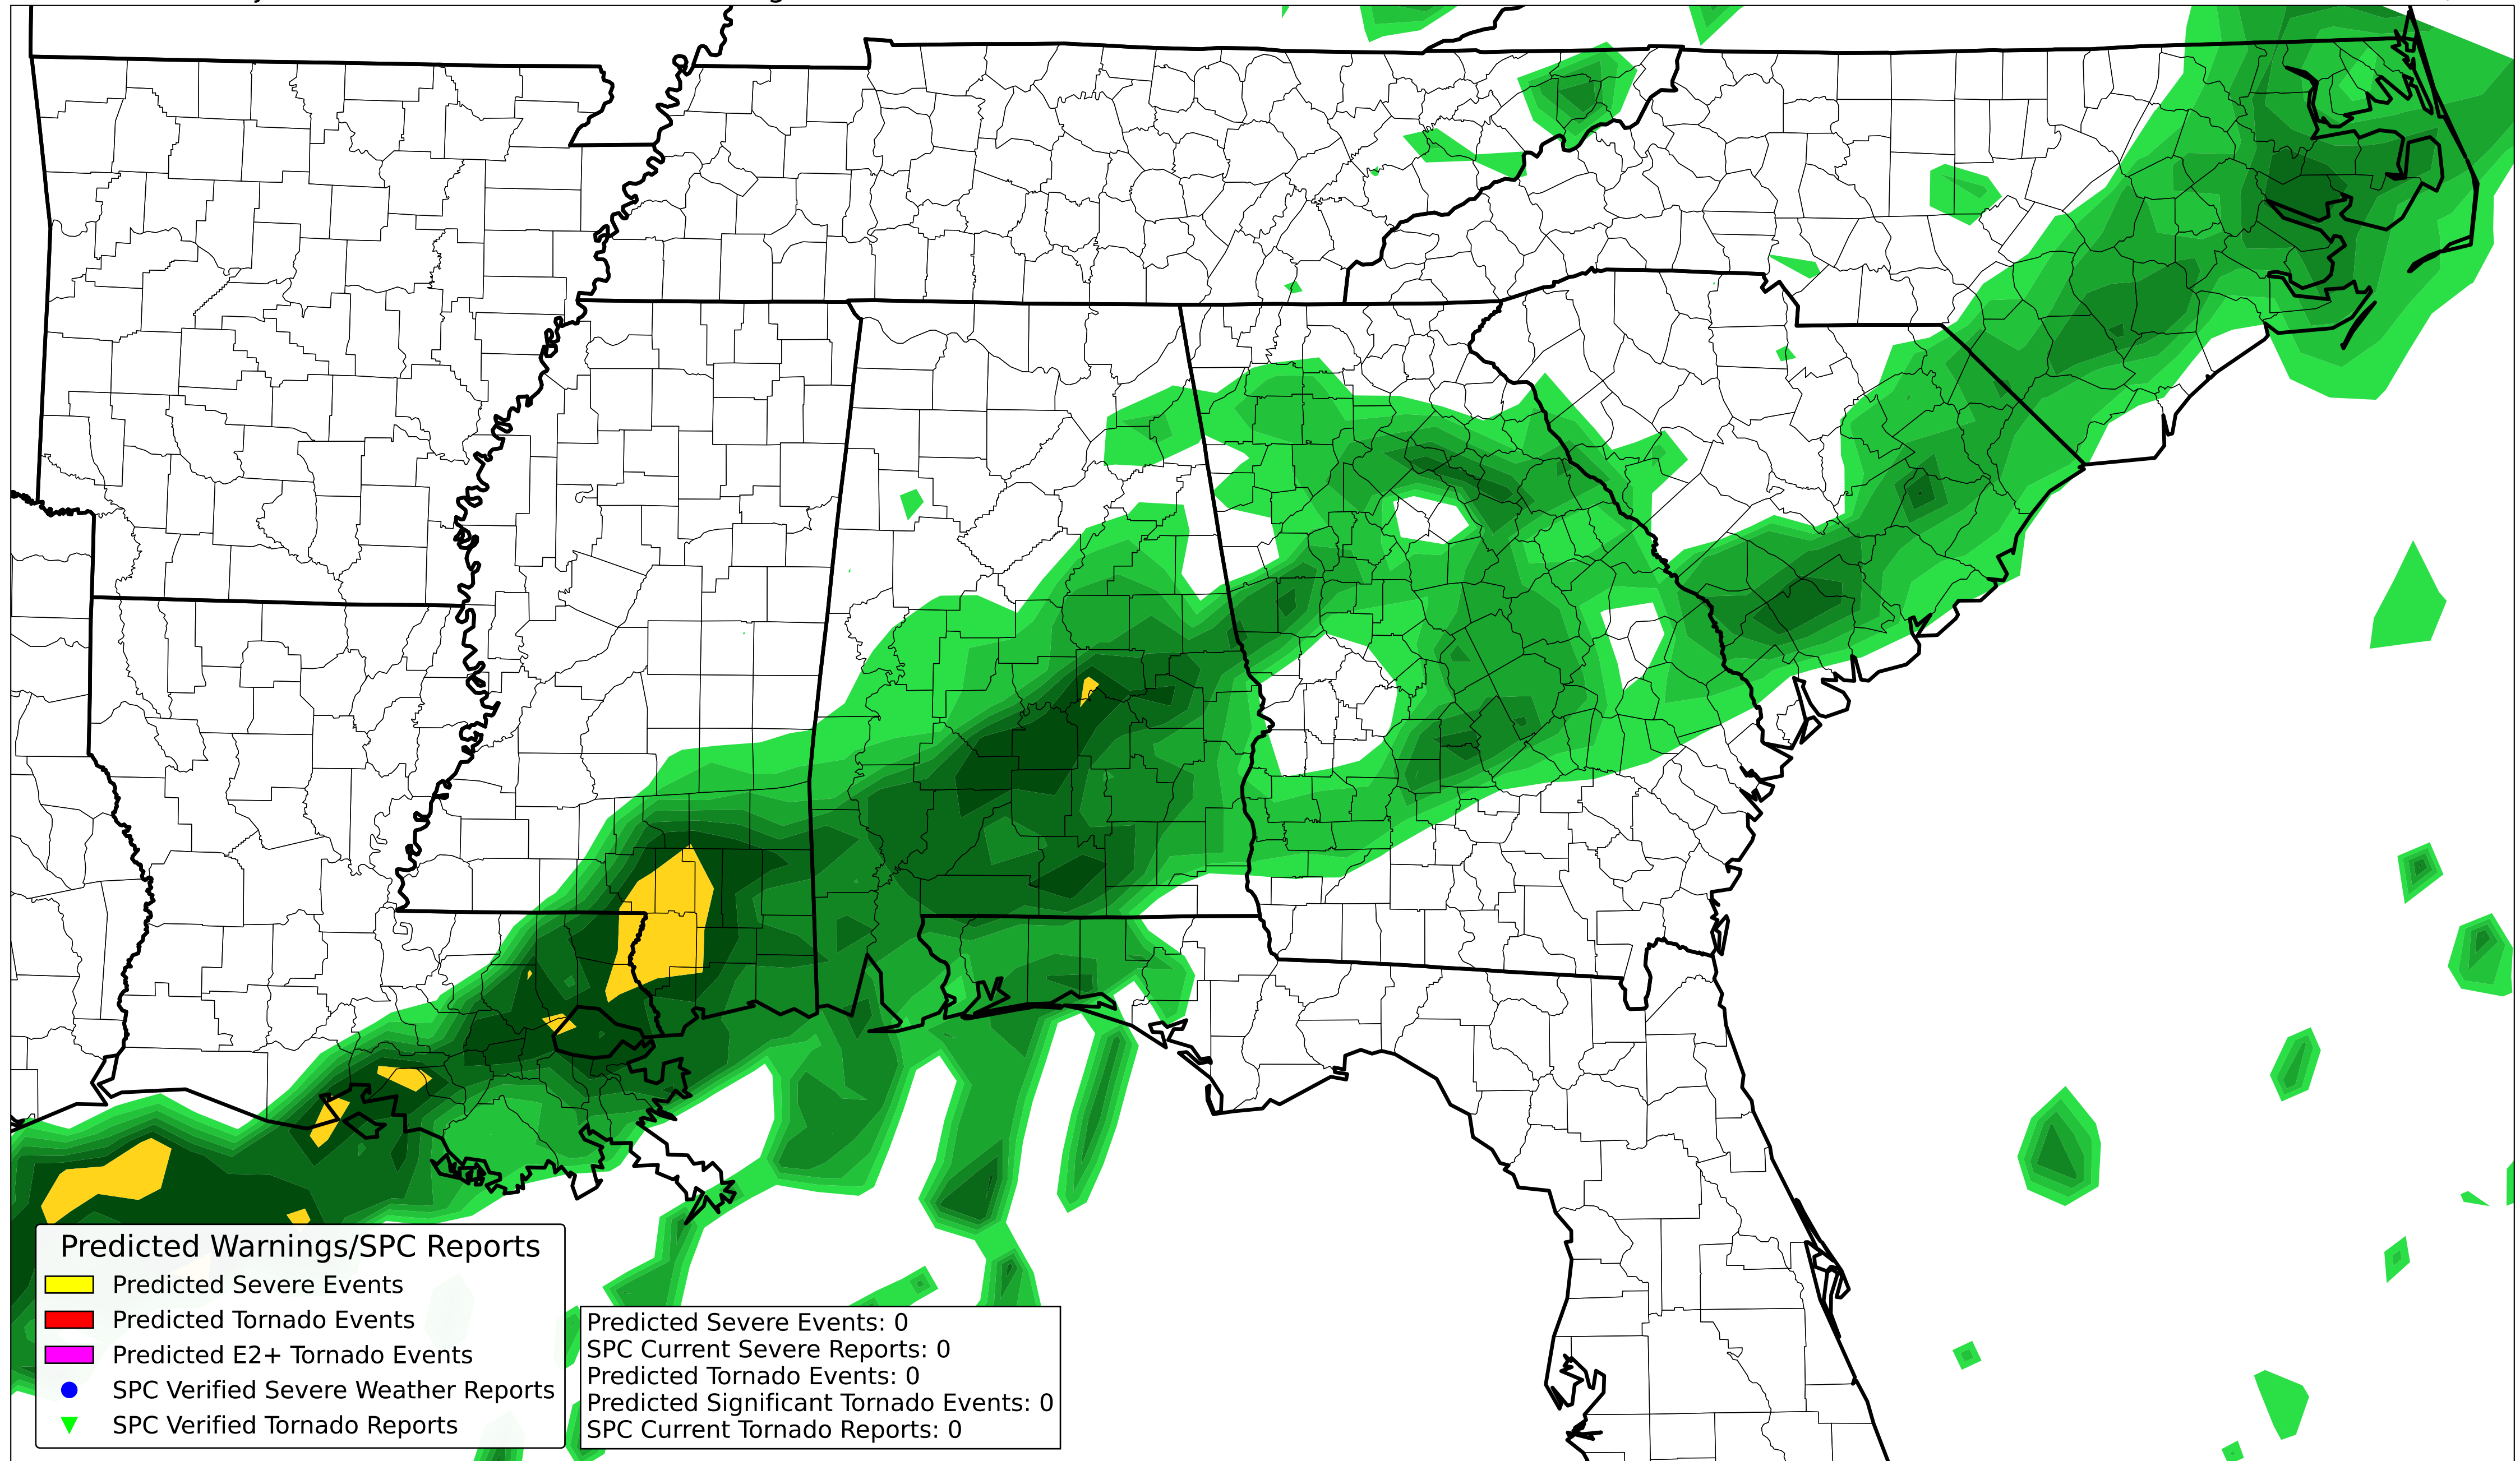 Predicted Warnings/SPC Reports
Predicted Severe Events
Predicted Tornado Events
Predicted E2+ Tornado Events
SPC Verified Severe Weather Reports
SPC Verified Tornado Reports
Predicted Severe Events: 0
SPC Current Severe Reports: 0
Predicted Tornado Events: 0
Predicted Significant Tornado Events: 0
SPC Current Tornado Reports: 0